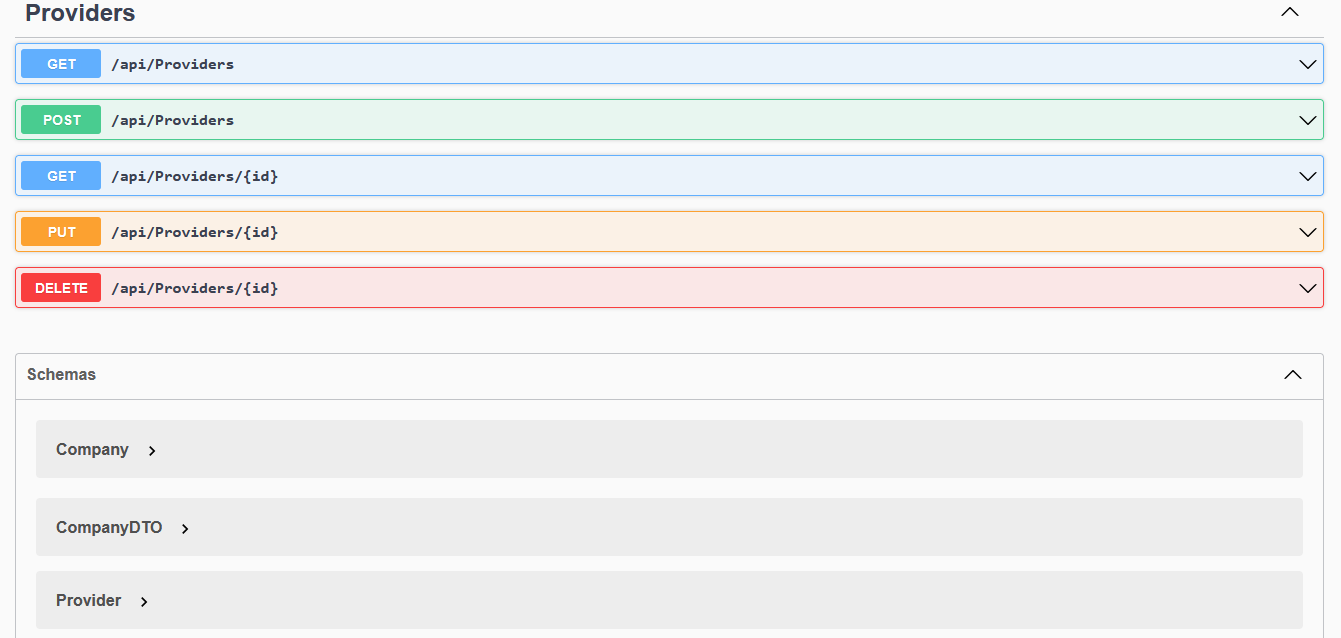 Providers
GET /api/Providers
POST /api/Providers
GET /api/Providers/{id}
PUT /api/Providers/{id}
DELETE /api/Providers/{id}
Schemas
Company
CompanyDTO
Provider